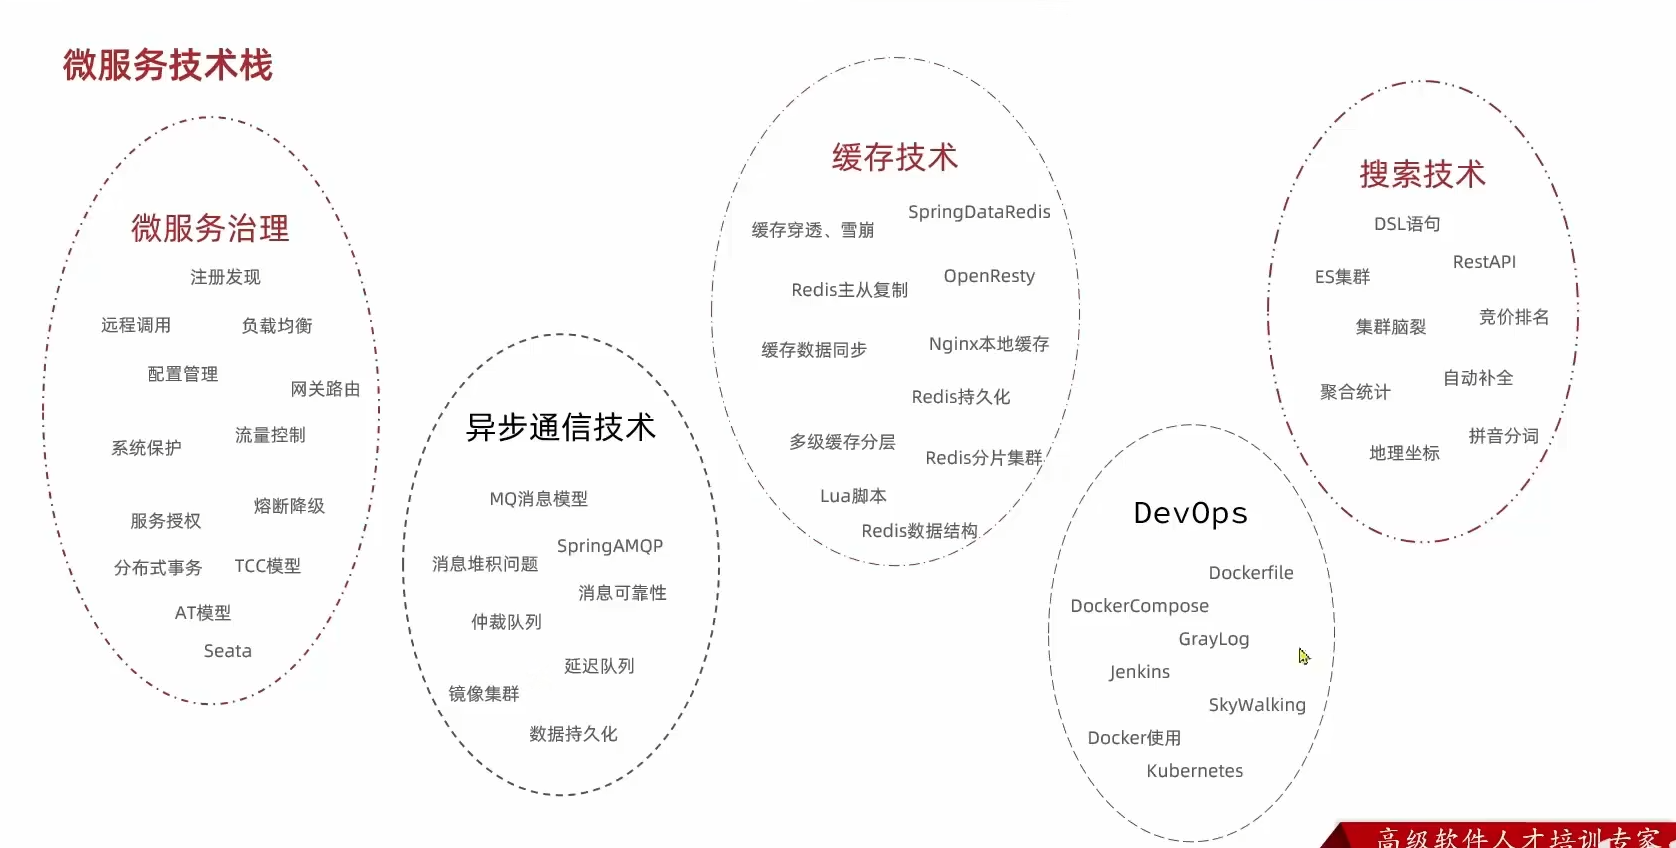 微服务技术栈
微服务治理
注册发现
远程调用
负载均衡
配置管理
网关路由
系统保护
流量控制
服务授权
熔断降级
分布式事务
TCC模型
AT模型
Seata
异步通信技术
MQ消息模型
SpringAMQP
消息堆积问题
消息可靠性
仲裁队列
延迟队列
镜像集群
数据持久化
缓存技术
SpringDataRedis
缓存穿透、雪崩
OpenResty
Redis主从复制
Nginx本地缓存
缓存数据同步
Redis持久化
多级缓存分层
Redis分片集群
Lua脚本
Redis数据结构
DevOps
Dockerfile
DockerCompose
GrayLog
Jenkins
SkyWalking
Docker使用
Kubernetes
搜索技术
DSL语句
RestAPI
ES集群
竞价排名
集群脑裂
自动补全
聚合统计
拼音分词
地理坐标
高级软件人才培训专家